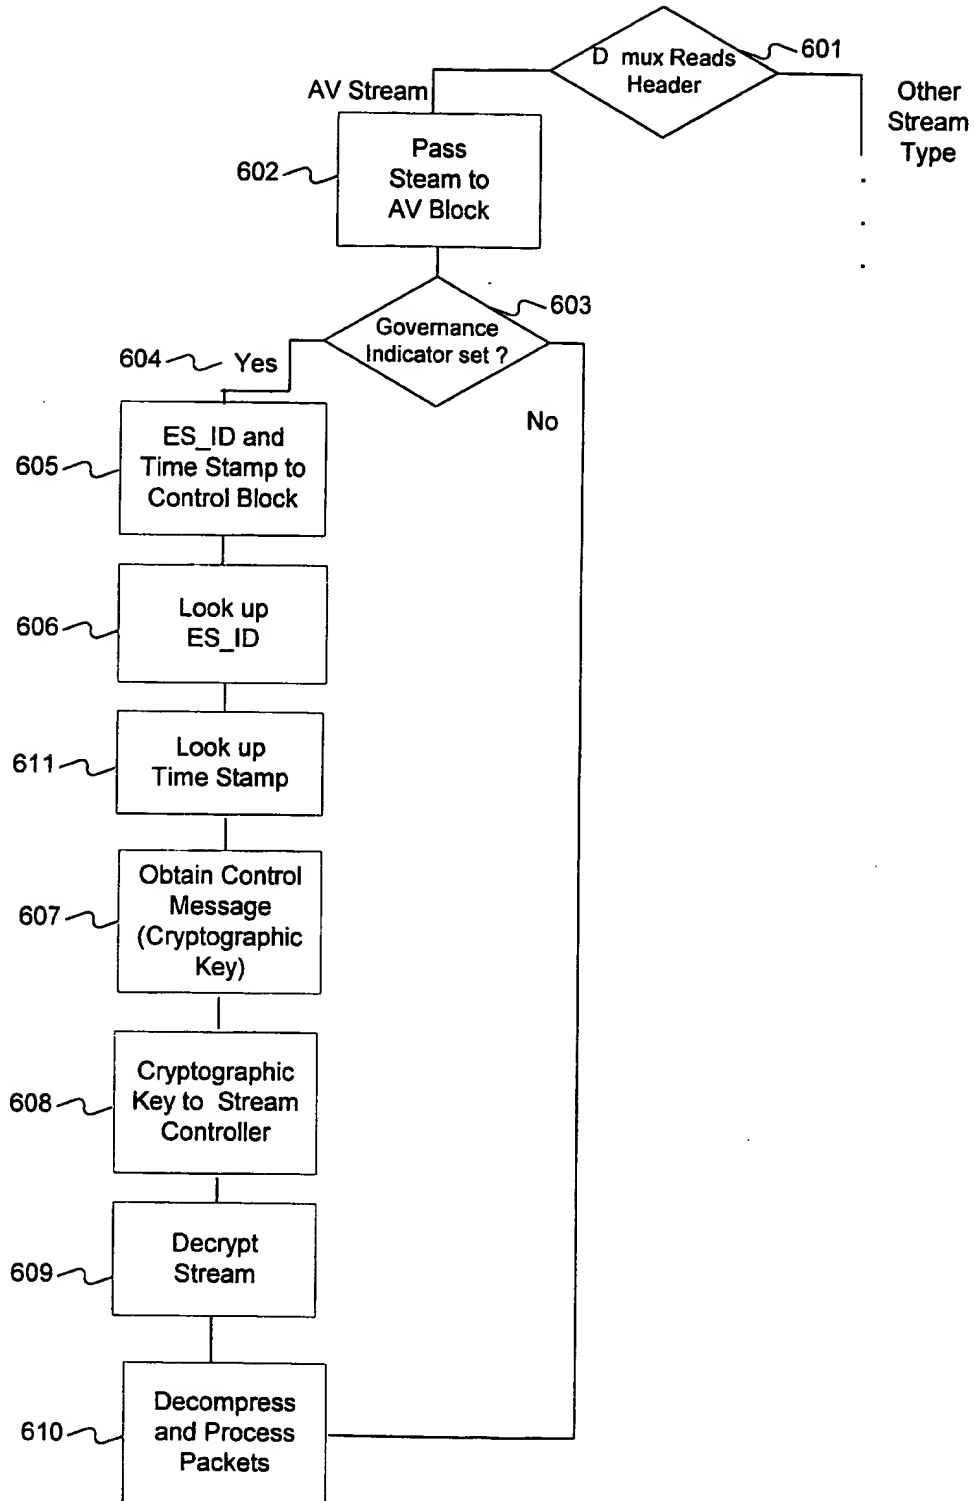 D mux Reads
Header
601
AV Stream
Other
Stream
Type
Pass
Steam to
AV Block
602
603
Governance
Indicator set ?
604
Yes
No
ES_ID and
Time Stamp to
Control Block
605
Look up
ES_ID
606
Look up
Time Stamp
611
Obtain Control
Message
(Cryptographic
Key)
607
Cryptographic
Key to Stream
Controller
608
Decrypt
Stream
609
Decompress
and Process
Packets
610